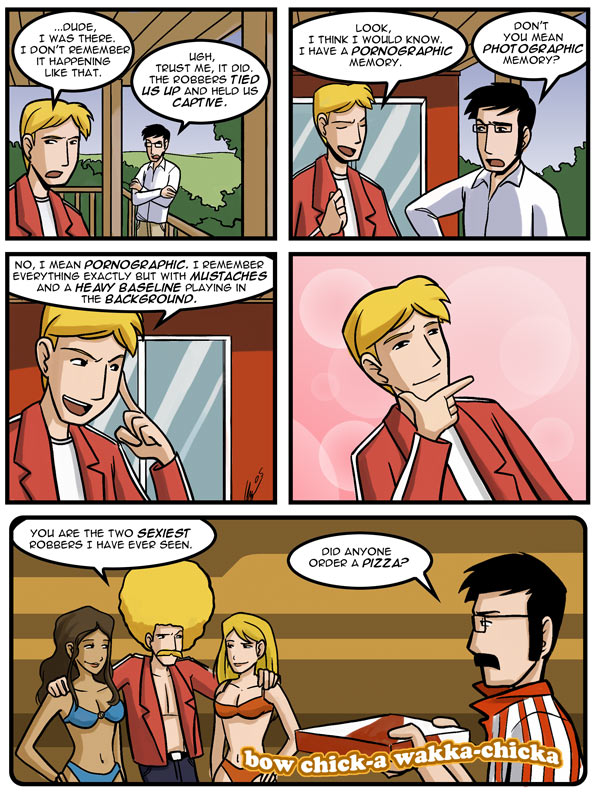 ...DUDE,
I WAS THERE.
I DON'T REMEMBER
IT HAPPENING
LIKE THAT.
UGH,
TRUST ME, IT DID.
THE ROBBERS TIED
US UP AND HELD US
CAPTIVE.
LOOK,
I THINK I WOULD KNOW.
I HAVE A PORNOGRAPHIC
MEMORY.
DON'T
YOU MEAN
PHOTOGRAPHIC
MEMORY?
NO, I MEAN PORNOGRAPHIC. I REMEMBER
EVERYTHING EXACTLY BUT WITH MUSTACHES
AND A HEAVY BASELINE PLAYING IN
THE BACKGROUND.
YOU ARE THE TWO SEXIEST
ROBBERS I HAVE EVER SEEN.
DID ANYONE
ORDER A PIZZA?
bow chick-a wakka-chicka